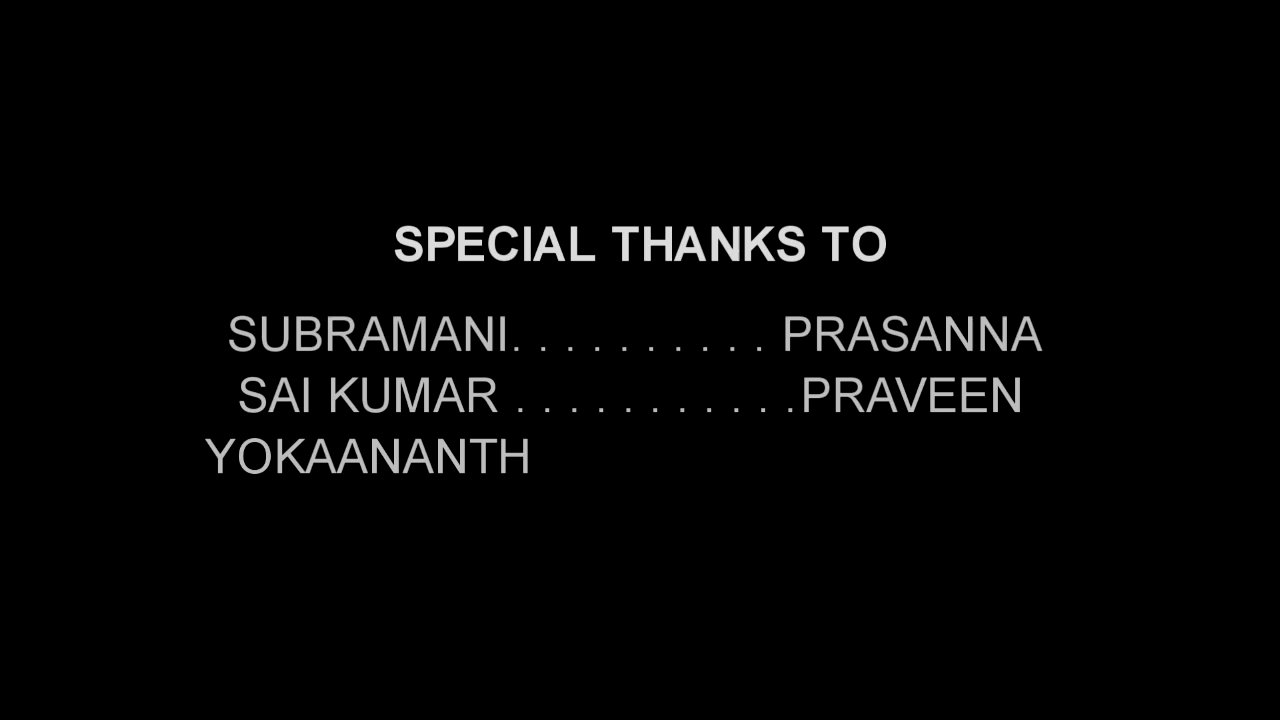 SPECIAL THANKS TO
SUBRAMANI. . . . . . . . . . PRASANNA
SAI KUMAR . . . . . . . . . . .PRAVEEN
YOKAANANTH